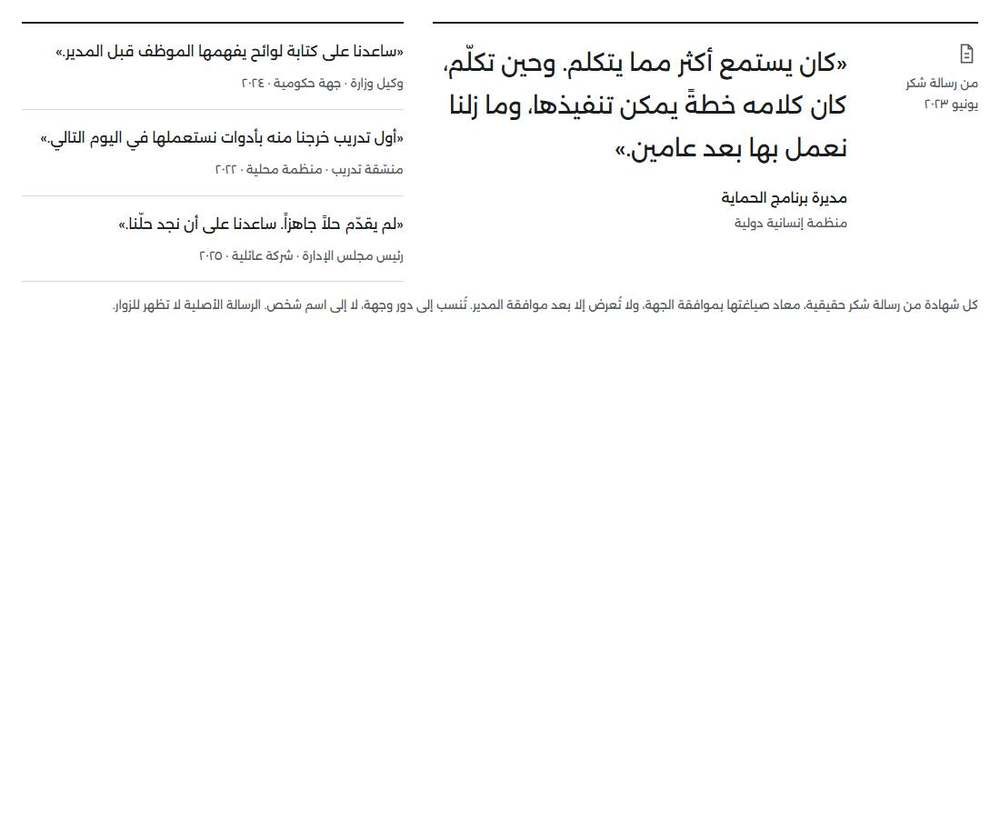 من رسالة شكر
يونيو ٢٠٢٣
«كان يستمع أكثر مما يتكلم. وحين تكلّم،
كان كلامه خطةً يمكن تنفيذها، وما زلنا
نعمل بها بعد عامين.»
مديرة برنامج الحماية
منظمة إنسانية دولية
«ساعدنا على كتابة لوائح يفهمها الموظف قبل المدير.»
وكيل وزارة · جهة حكومية · ٢٠٢٤
«أول تدريب خرجنا منه بأدوات نستعملها في اليوم التالي.»
منسّقة تدريب · منظمة محلية · ٢٠٢٢
«لم يقدّم حلاً جاهزاً. ساعدنا على أن نجد حلّنا.»
رئيس مجلس الإدارة · شركة عائلية · ٢٠٢٥
كل شهادة من رسالة شكر حقيقية، معاد صياغتها بموافقة الجهة، ولا تُعرض إلا بعد موافقة المدير. تُنسب إلى دور وجهة، لا إلى اسم شخص. الرسالة الأصلية لا تظهر للزوار.